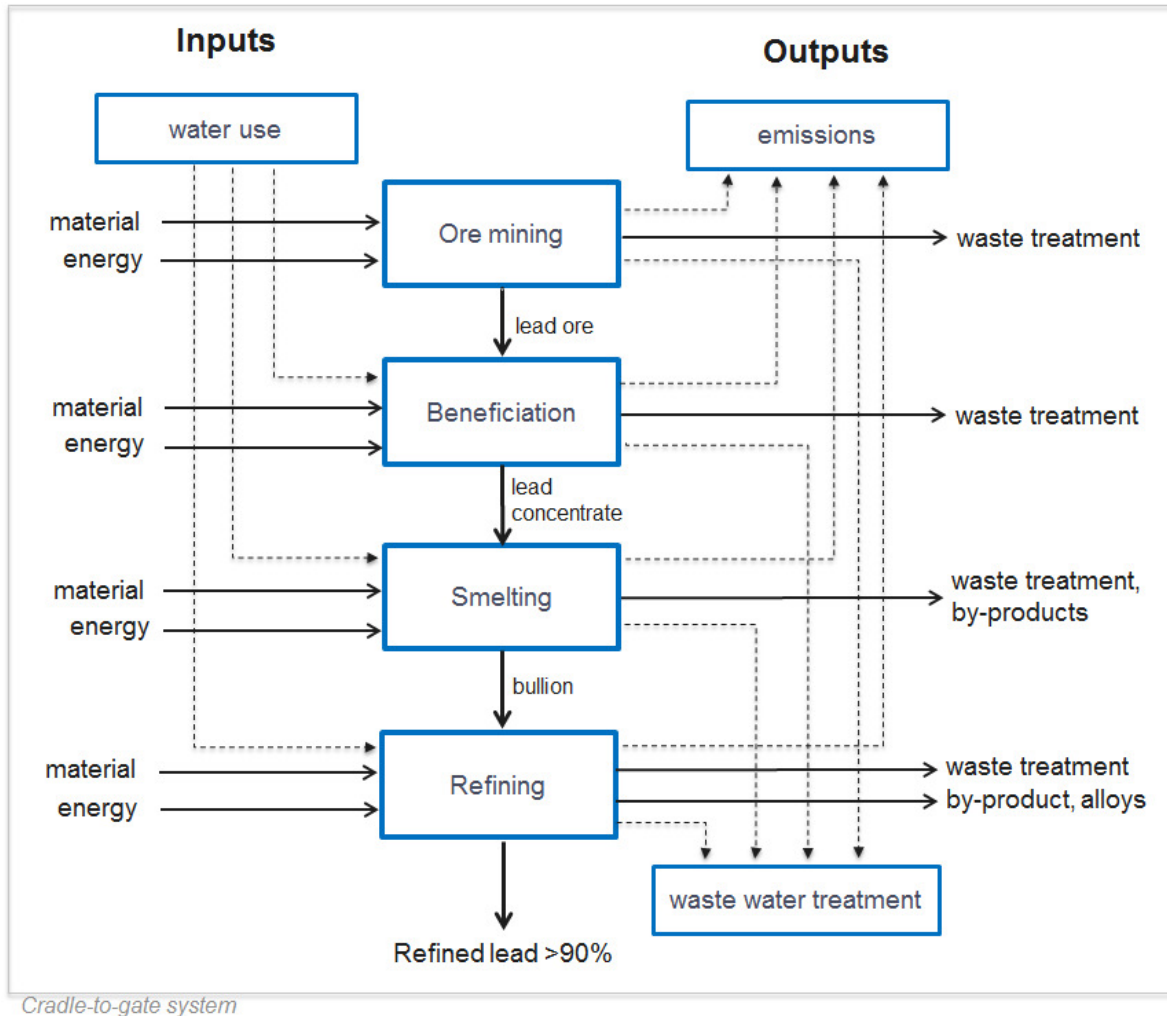 Inputs
Outputs
water use
emissions
material
energy
Ore mining
waste treatment
lead ore
material
energy
Beneficiation
waste treatment
lead
concentrate
material
energy
Smelting
waste treatment,
by-products
bullion
material
energy
Refining
waste treatment
by-product, alloys
waste water treatment
Refined lead >90%
Cradle-to-gate system